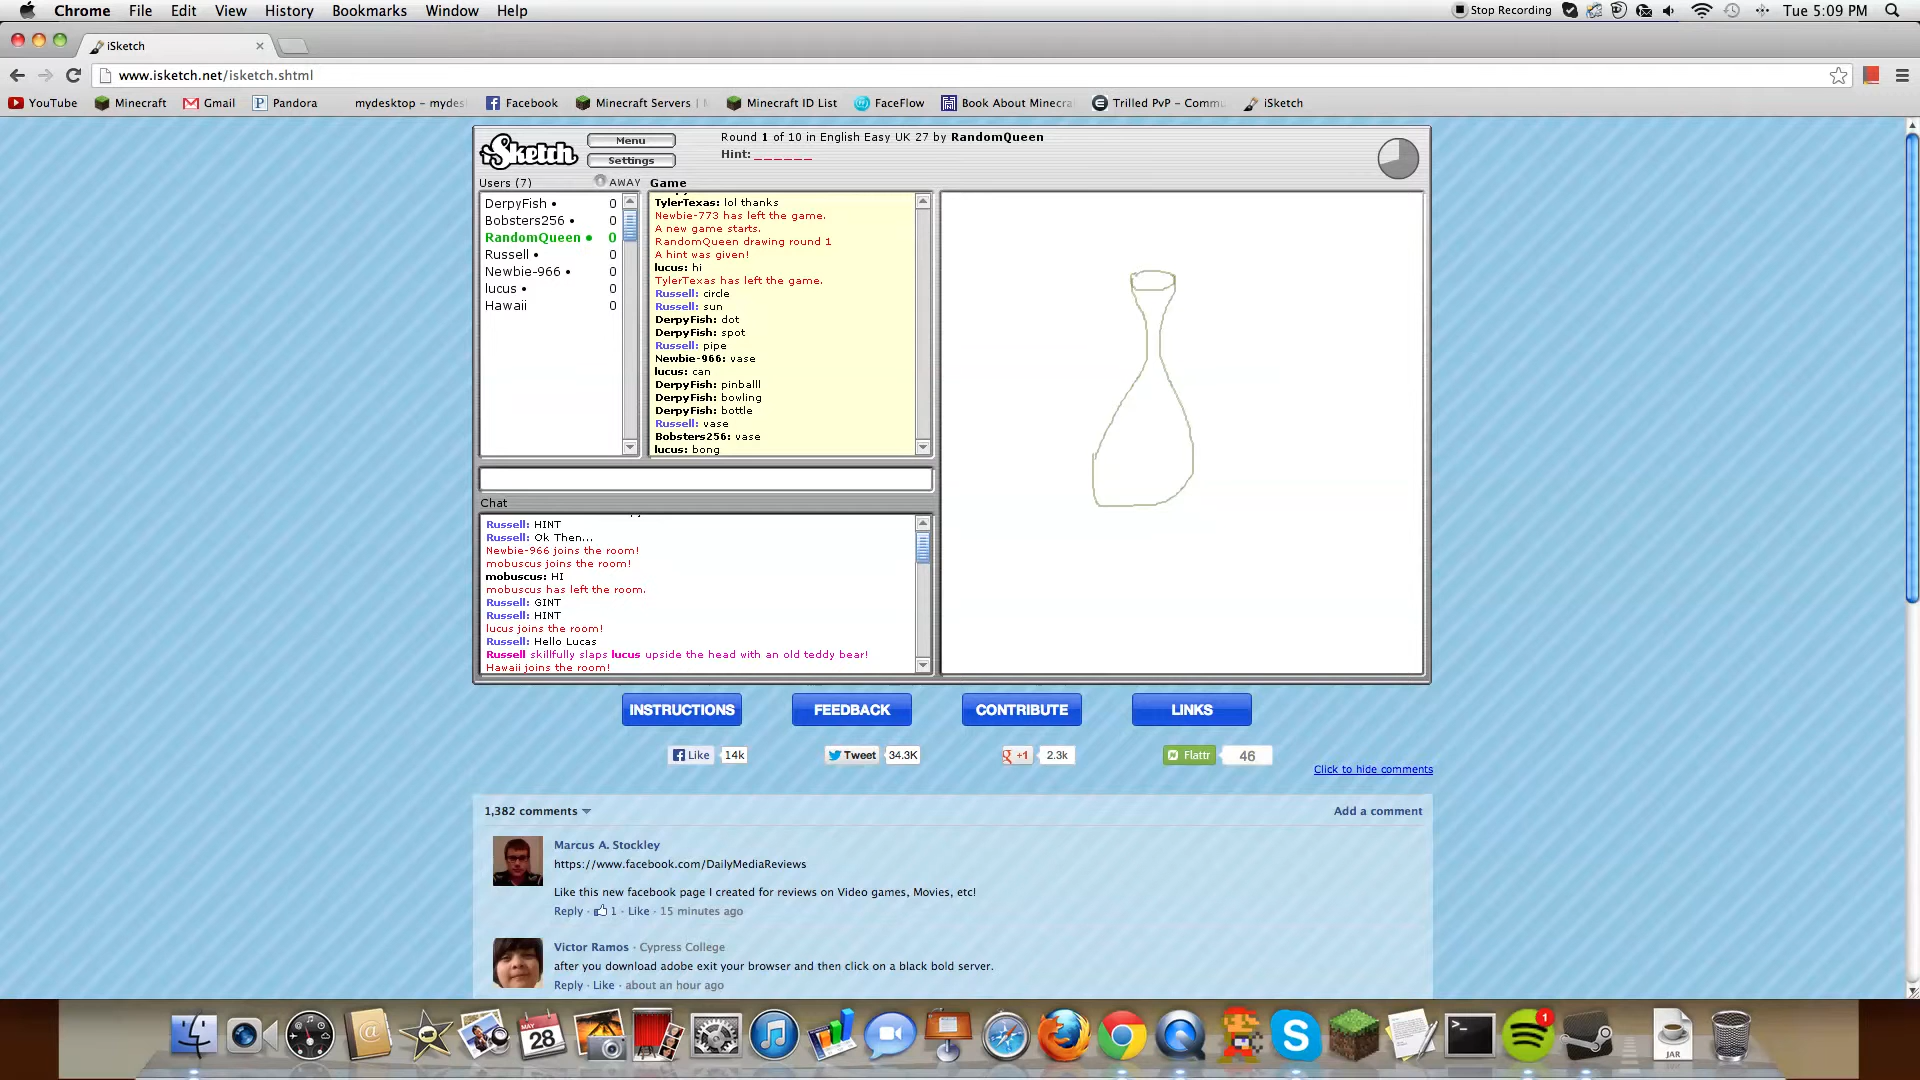 Chrome File Edit View History Bookmarks Window Help
Stop Recording Tue 5:09 PM
iSketch
www.isketch.net/isketch.shtml
YouTube Minecraft Gmail Pandora mydesktop – mydes Facebook Minecraft Servers | Minecraft ID List FaceFlow Book About Minecra Trilled PvP – Commu iSketch
iSketch
Menu
Settings
Round 1 of 10 in English Easy UK 27 by RandomQueen
Hint: _ _ _ _ _ _
Users (7) AWAY
DerpyFish • 0
Bobsters256 • 0
RandomQueen • 0
Russell • 0
Newbie-966 • 0
lucus • 0
Hawaii 0
Game
TylerTexas: lol thanks
Newbie-773 has left the game.
A new game starts.
RandomQueen drawing round 1
A hint was given!
lucus: hi
TylerTexas has left the game.
Russell: circle
Russell: sun
DerpyFish: dot
DerpyFish: spot
Russell: pipe
Newbie-966: vase
lucus: can
DerpyFish: pinballl
DerpyFish: bowling
DerpyFish: bottle
Russell: vase
Bobsters256: vase
lucus: bong
Chat
Russell: HINT
Russell: Ok Then...
Newbie-966 joins the room!
mobuscus joins the room!
mobuscus: HI
mobuscus has left the room.
Russell: GINT
Russell: HINT
lucus joins the room!
Russell: Hello Lucas
Russell skillfully slaps lucus upside the head with an old teddy bear!
Hawaii joins the room!
INSTRUCTIONS FEEDBACK CONTRIBUTE LINKS
Like 14k Tweet 34.3K +1 2.3k Flattr 46
Click to hide comments
1,382 comments Add a comment
Marcus A. Stockley
https://www.facebook.com/DailyMediaReviews
Like this new facebook page I created for reviews on Video games, Movies, etc!
Reply · 1 · Like · 15 minutes ago
Victor Ramos · Cypress College
after you download adobe exit your browser and then click on a black bold server.
Reply · Like · about an hour ago
MAY
28
1
JAR